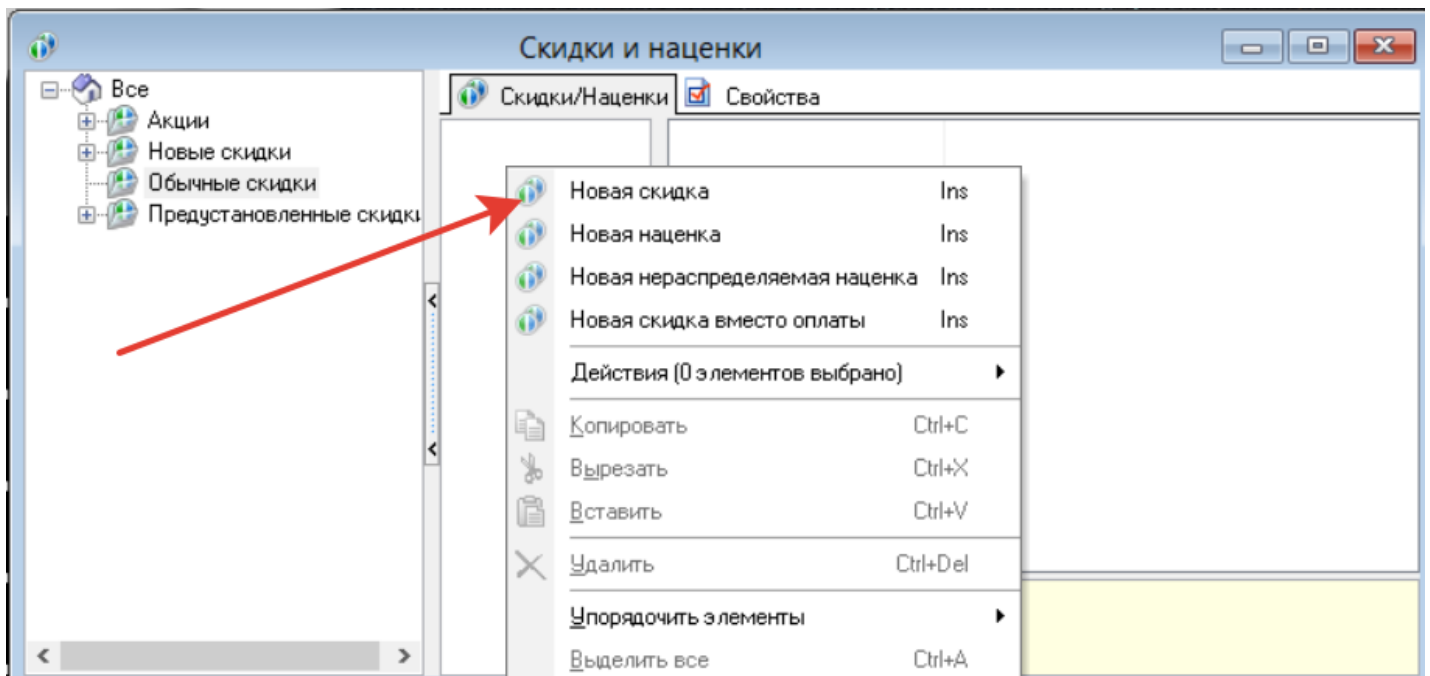 Скидки и наценки
Все
Акции
Новые скидки
Обычные скидки
Предустановленные скидки
Скидки/Наценки
Свойства
Новая скидка Ins
Новая наценка Ins
Новая нераспределяемая наценка Ins
Новая скидка вместо оплаты Ins
Действия (0 элементов выбрано)
Копировать Ctrl+C
Вырезать Ctrl+X
Вставить Ctrl+V
Удалить Ctrl+Del
Упорядочить элементы
Выделить все Ctrl+A